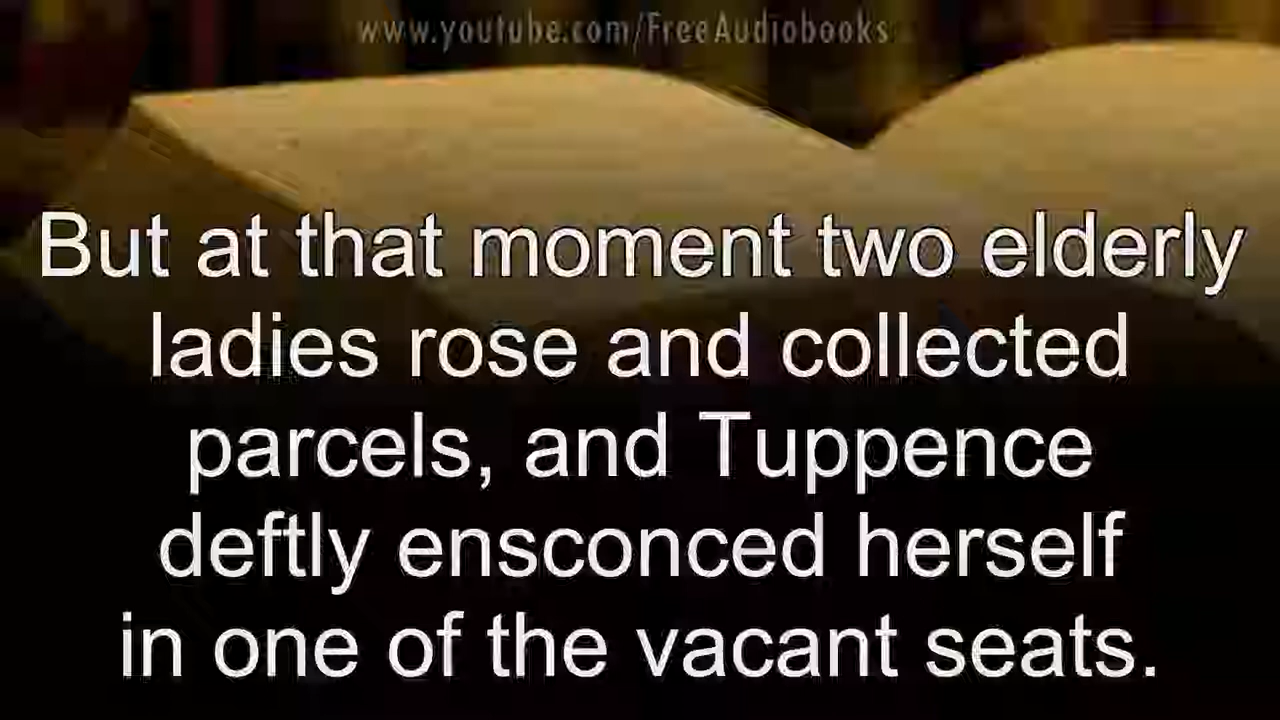 www.youtube.com/FreeAudiobooks
But at that moment two elderly
ladies rose and collected
parcels, and Tuppence
deftly ensconced herself
in one of the vacant seats.